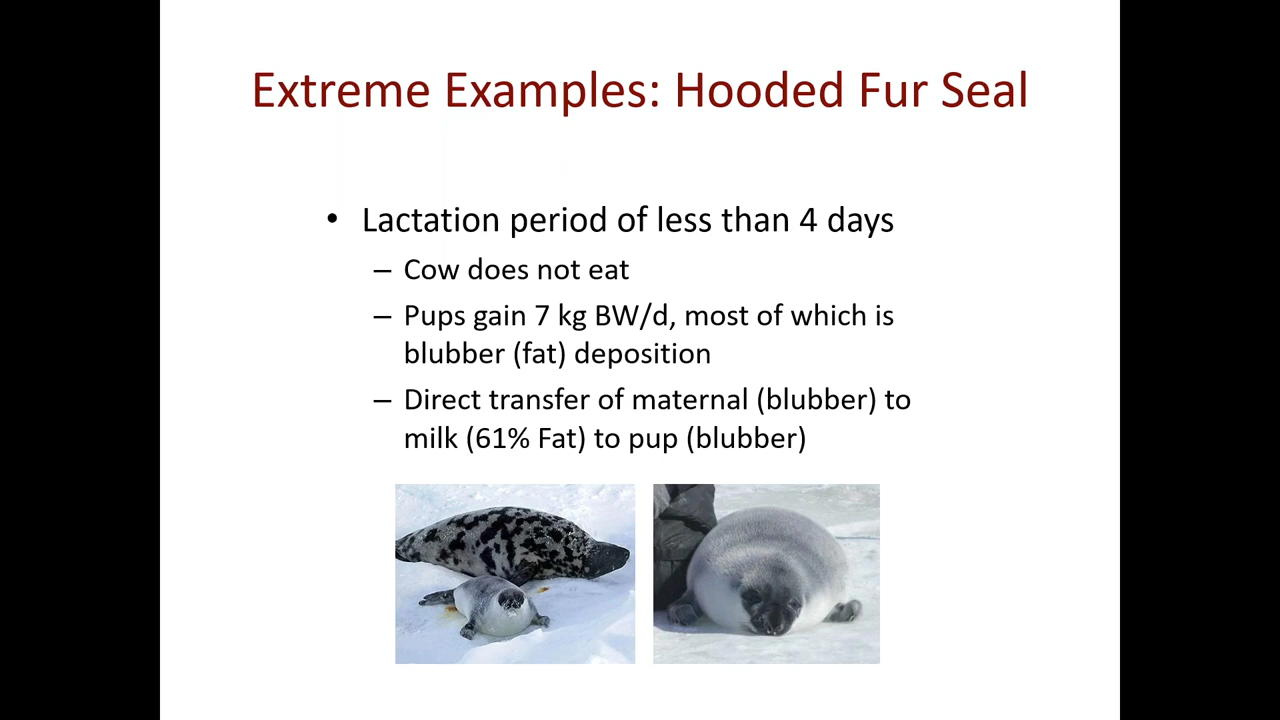 Extreme Examples: Hooded Fur Seal
• Lactation period of less than 4 days
– Cow does not eat
– Pups gain 7 kg BW/d, most of which is
blubber (fat) deposition
– Direct transfer of maternal (blubber) to
milk (61% Fat) to pup (blubber)